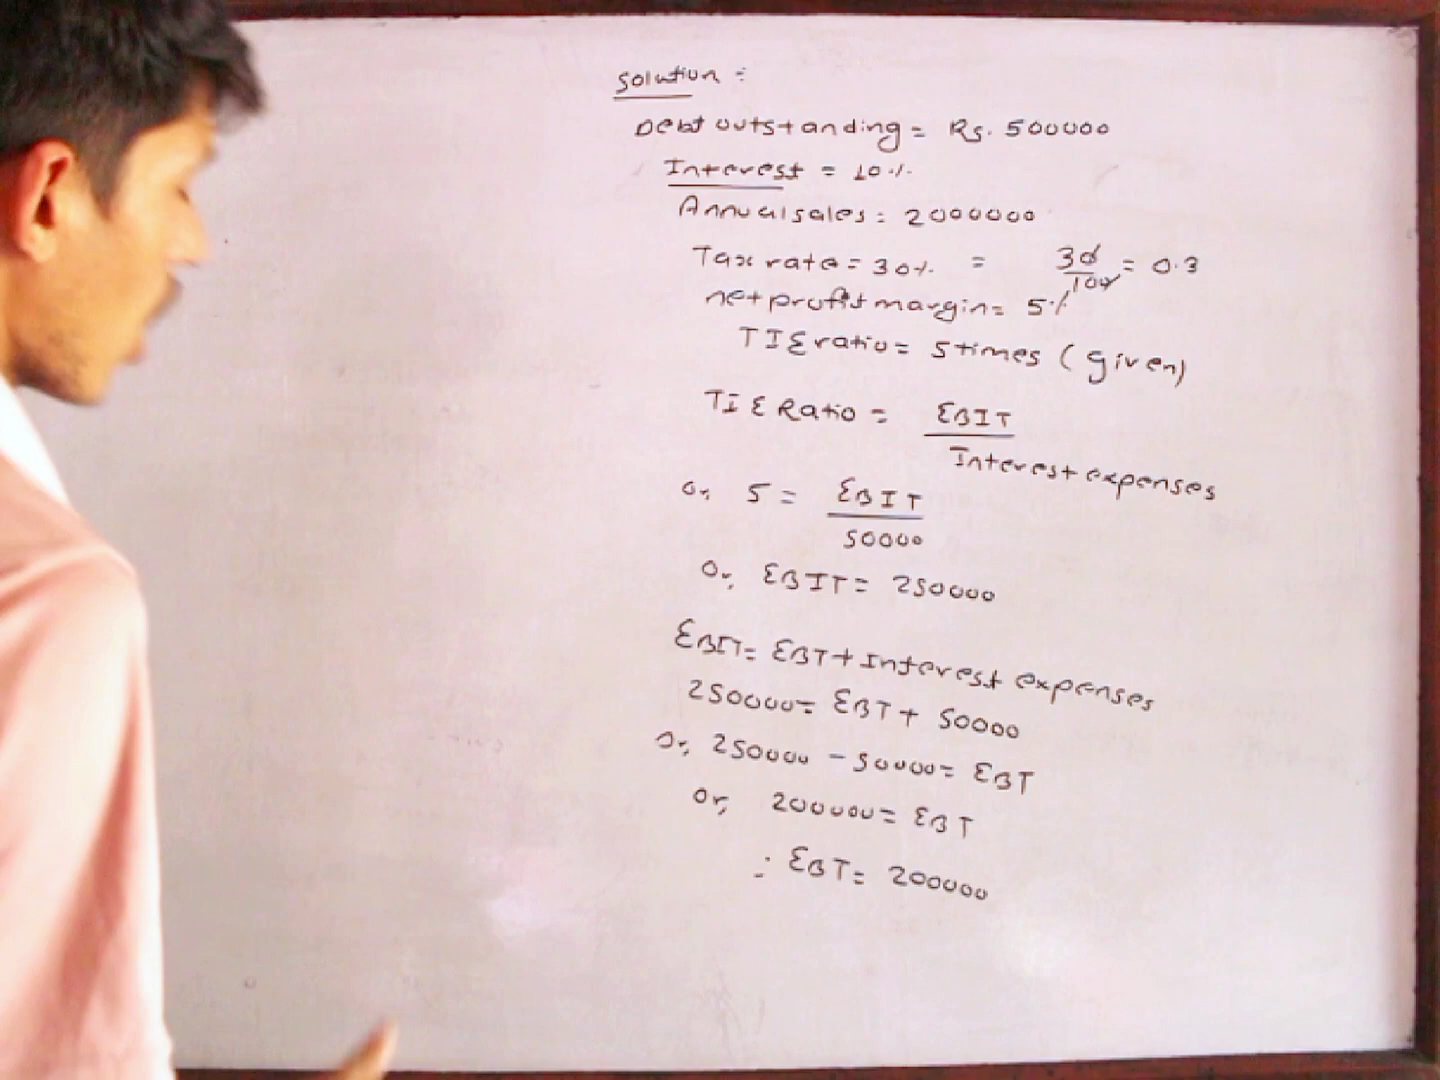 Solution =
Debt outstanding = Rs. 500000
Interest = 10%
Annual sales = 2000000
Tax rate = 30% = 30/100 = 0.3
net profit margin = 5%
TIE ratio = 5 times (Given)
TIE Ratio = EBIT / Interest expenses
Or, 5 = EBIT / 50000
Or, EBIT = 250000
EBIT = EBT + Interest expenses
250000 = EBT + 50000
Or, 250000 - 50000 = EBT
Or, 200000 = EBT
∴ EBT = 200000